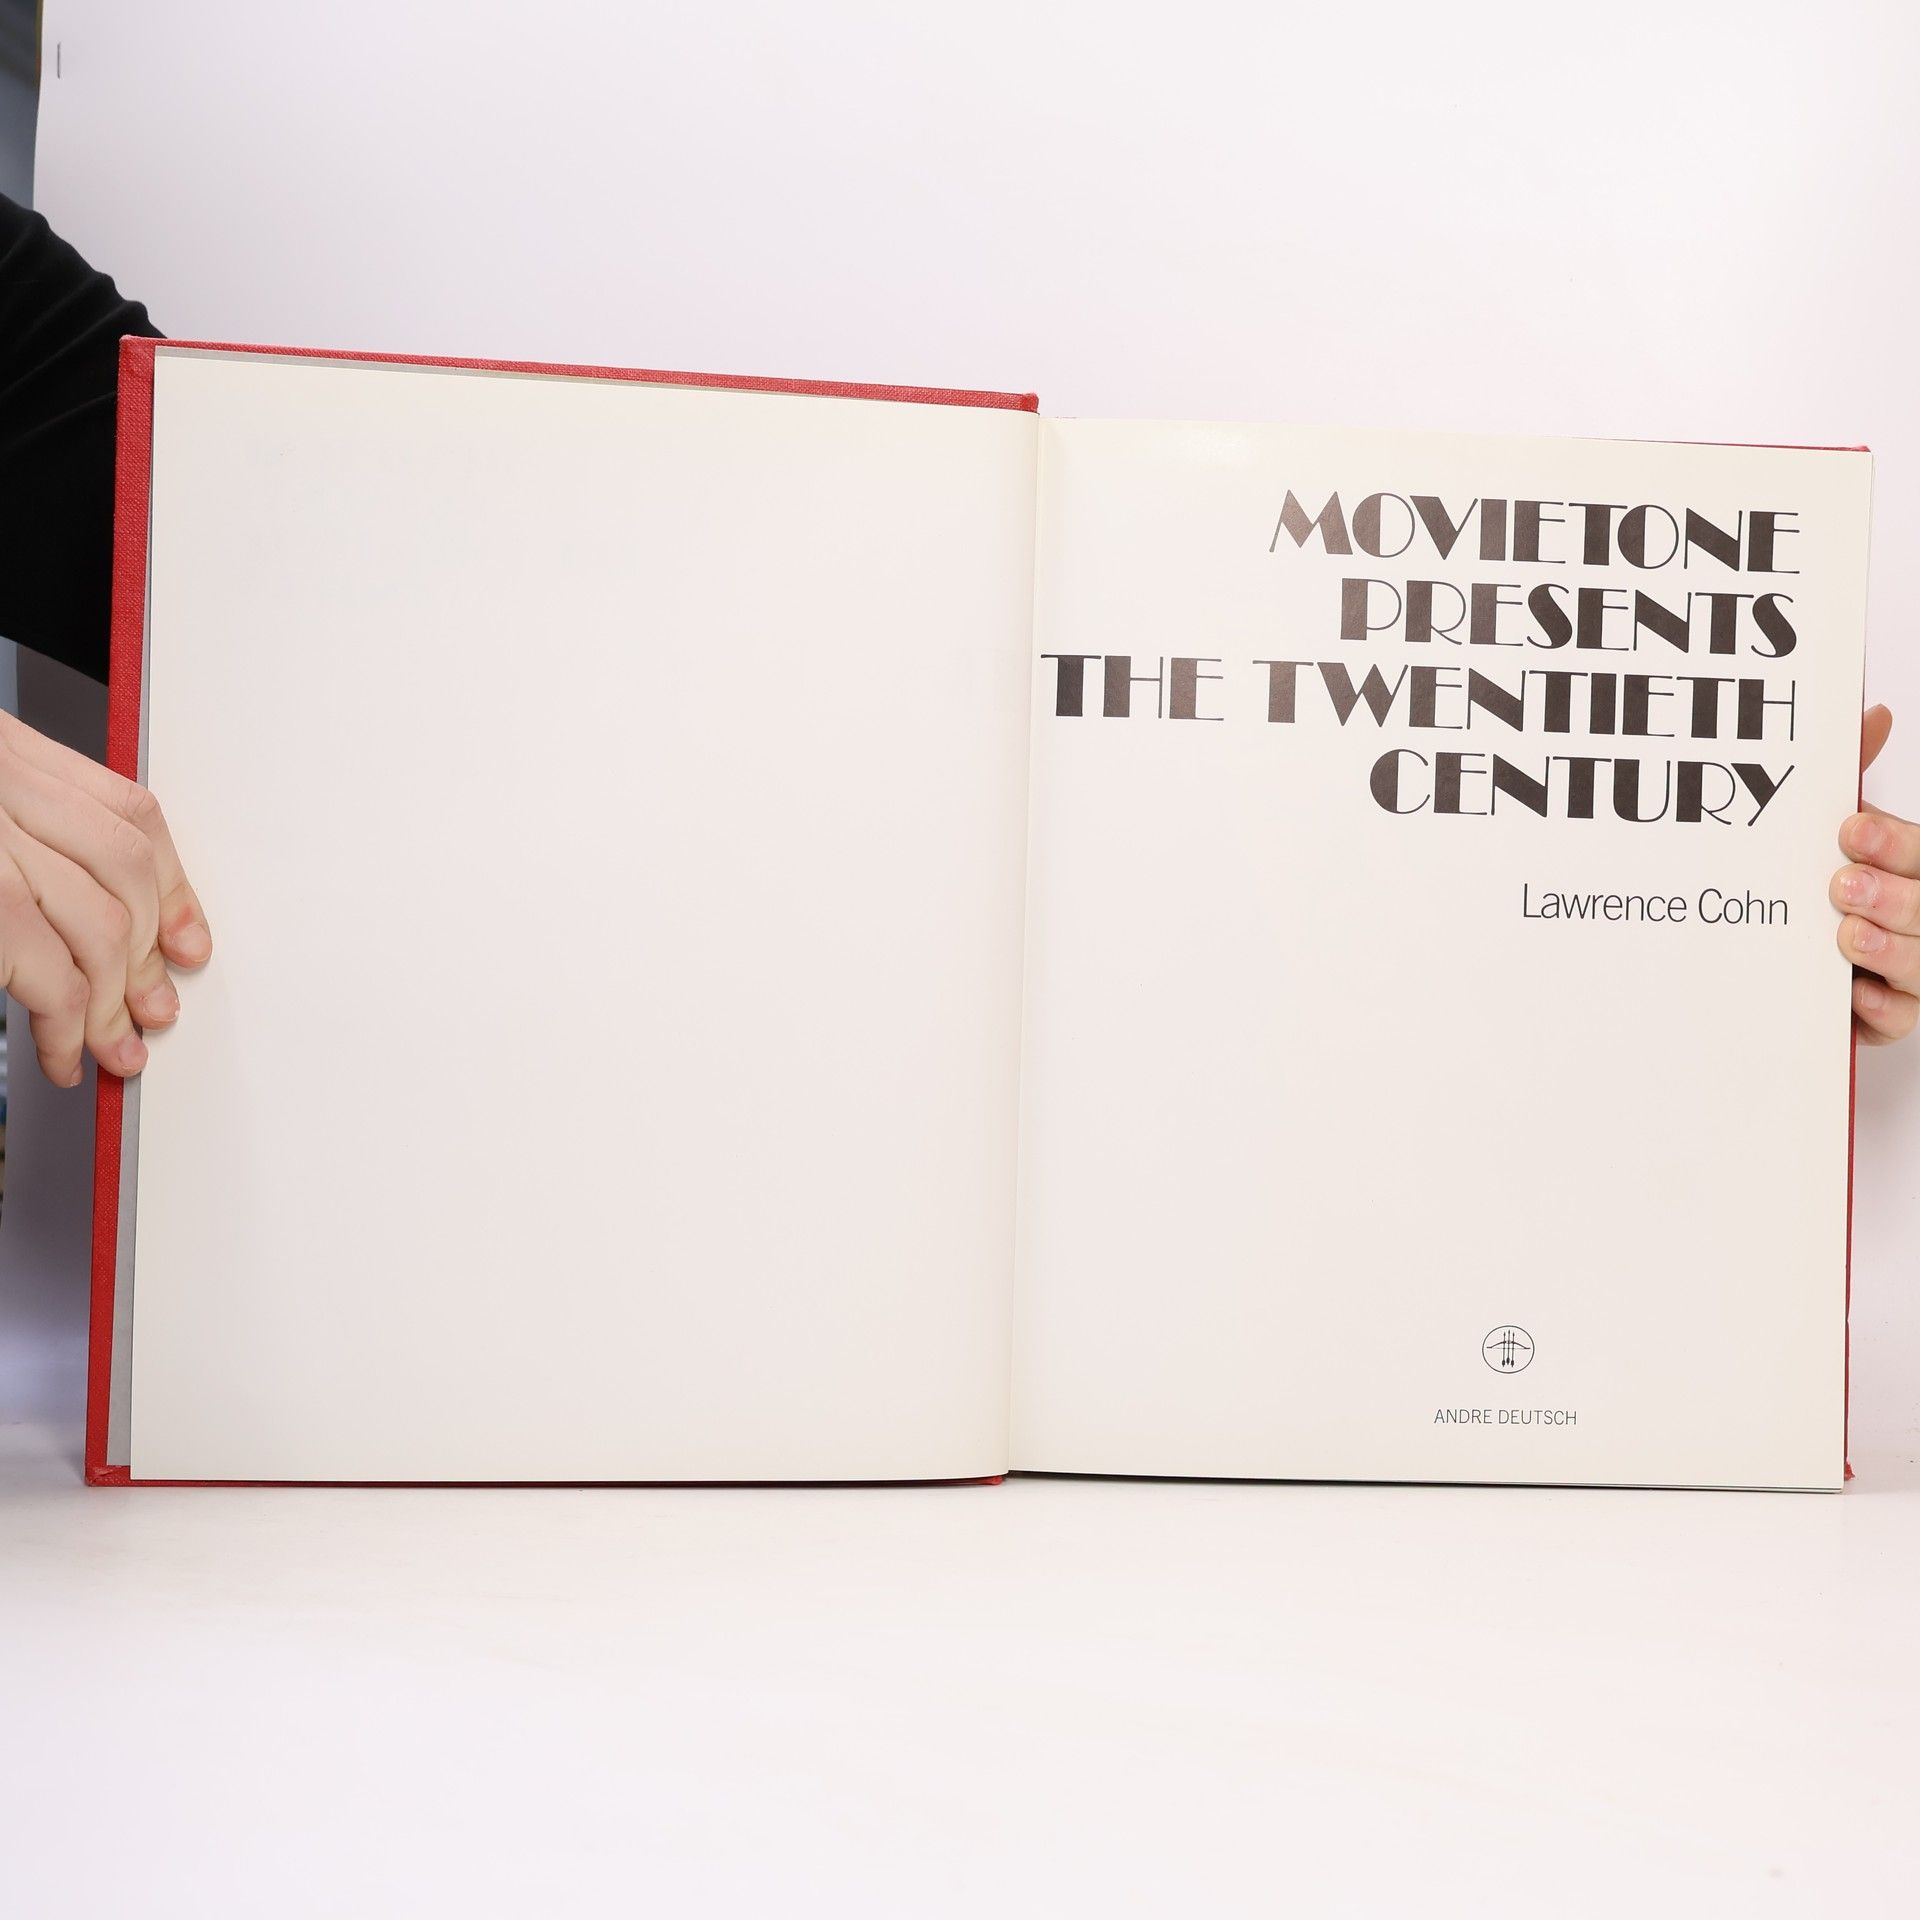 MOVIETONE
PRESENTS
THE TWENTIETH
CENTURY
Lawrence Cohn
ANDRE DEUTSCH